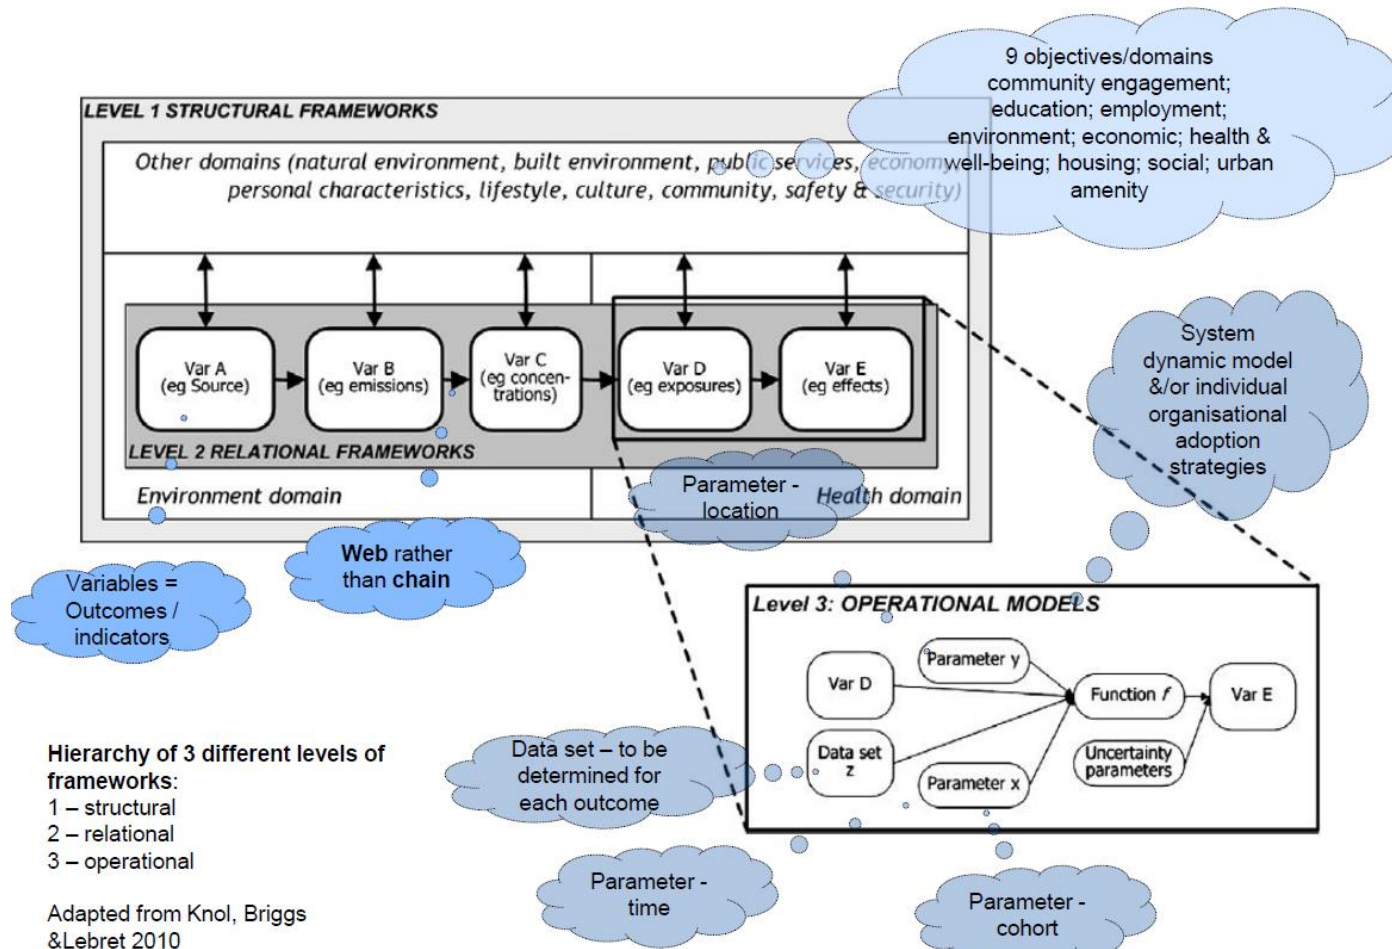 9 objectives/domains
community engagement;
education; employment;
environment; economic; health &
well-being; housing; social; urban
amenity
LEVEL 1 STRUCTURAL FRAMEWORKS
Other domains (natural environment, built environment, public services, economy,
personal characteristics, lifestyle, culture, community, safety & security)
System
dynamic model
&/or individual
organisational
adoption
strategies
Var A
(eg Source)
Var B
(eg emissions)
Var C
(eg concen-
trations)
Var D
(eg exposures)
Var E
(eg effects)
LEVEL 2 RELATIONAL FRAMEWORKS
Environment domain
Parameter -
location
Health domain
Web rather
than chain
Variables =
Outcomes /
indicators
Level 3: OPERATIONAL MODELS
Var D
Parameter y
Function f
Var E
Data set
z
Parameter x
Uncertainty
parameters
Data set – to be
determined for
each outcome
Parameter -
time
Parameter -
cohort
Hierarchy of 3 different levels of
frameworks:
1 – structural
2 – relational
3 – operational
Adapted from Knol, Briggs
&Lebret 2010